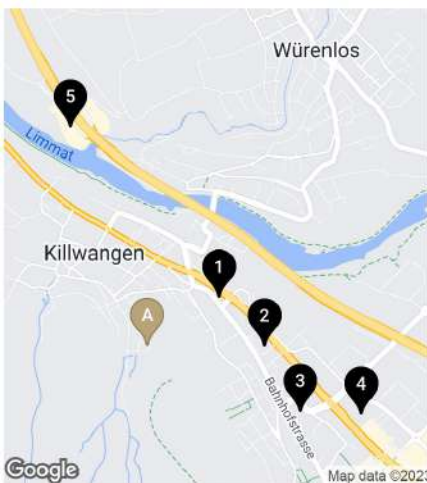 Würenlos
5
Limmat
Killwangen
1
A
2
3
4
Bahnhofstrasse
Google
Map data ©2023